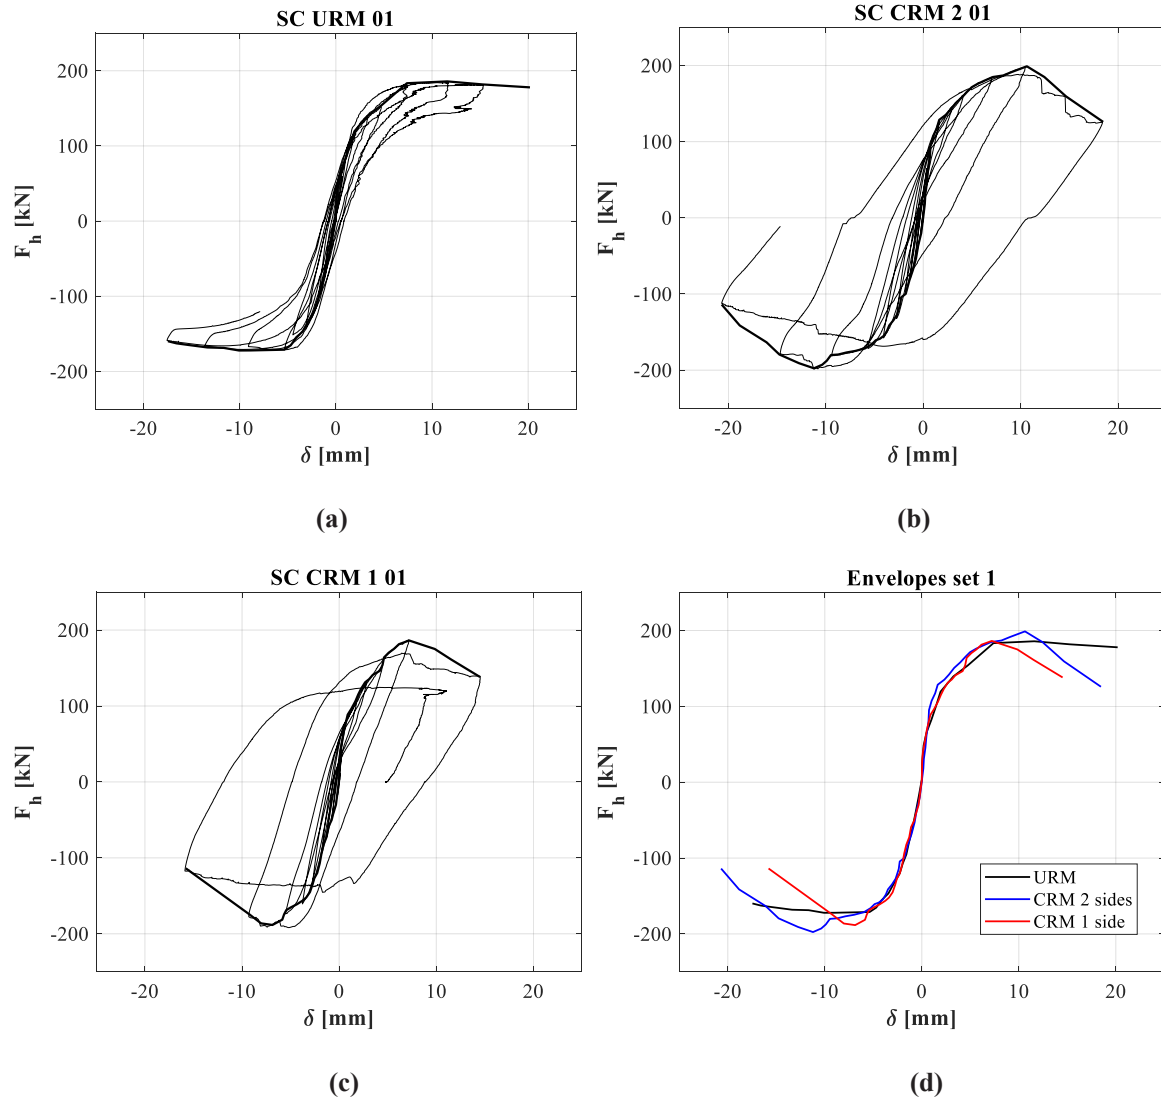 SC URM 01
200
100
0
-100
-200
F_h [kN]
-20 -10 0 10 20
δ [mm]
(a)
SC CRM 2 01
200
100
0
-100
-200
F_h [kN]
-20 -10 0 10 20
δ [mm]
(b)
SC CRM 1 01
200
100
0
-100
-200
F_h [kN]
-20 -10 0 10 20
δ [mm]
(c)
Envelopes set 1
200
100
0
-100
-200
F_h [kN]
URM
CRM 2 sides
CRM 1 side
-20 -10 0 10 20
δ [mm]
(d)